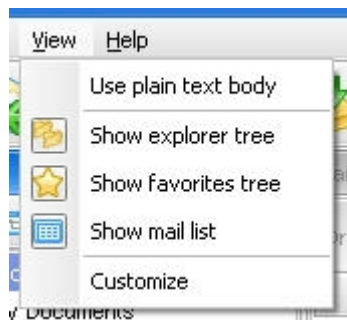 View Help
Use plain text body
Show explorer tree
Show favorites tree
Show mail list
Customize
Documents